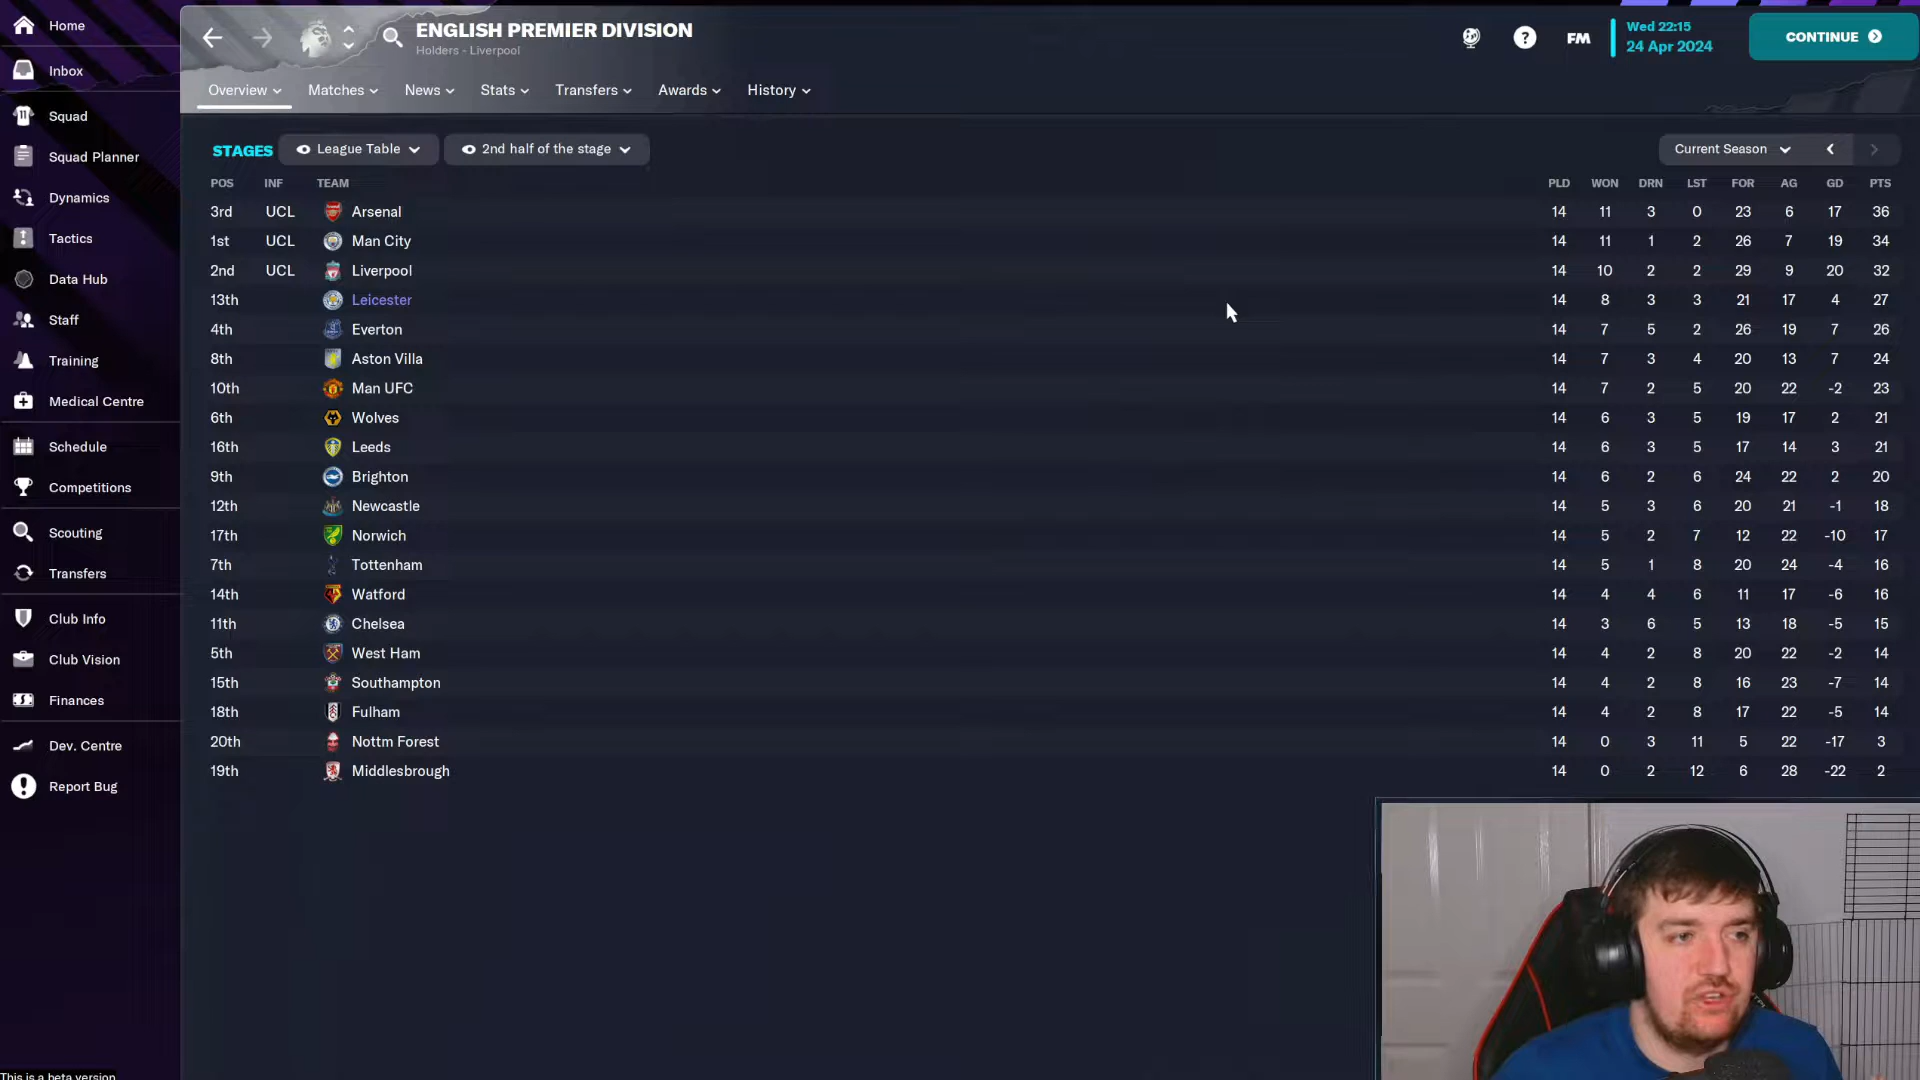 Home
Inbox
Squad
Squad Planner
Dynamics
Tactics
Data Hub
Staff
Training
Medical Centre
Schedule
Competitions
Scouting
Transfers
Club Info
Club Vision
Finances
Dev. Centre
Report Bug
This is a beta version
ENGLISH PREMIER DIVISION
Holders - Liverpool
? FM Wed 22:15
24 Apr 2024
CONTINUE
Overview Matches News Stats Transfers Awards History
STAGES League Table 2nd half of the stage Current Season
POS INF TEAM PLD WON DRN LST FOR AG GD PTS
3rd UCL Arsenal 14 11 3 0 23 6 17 36
1st UCL Man City 14 11 1 2 26 7 19 34
2nd UCL Liverpool 14 10 2 2 29 9 20 32
13th Leicester 14 8 3 3 21 17 4 27
4th Everton 14 7 5 2 26 19 7 26
8th Aston Villa 14 7 3 4 20 13 7 24
10th Man UFC 14 7 2 5 20 22 -2 23
6th Wolves 14 6 3 5 19 17 2 21
16th Leeds 14 6 3 5 17 14 3 21
9th Brighton 14 6 2 6 24 22 2 20
12th Newcastle 14 5 3 6 20 21 -1 18
17th Norwich 14 5 2 7 12 22 -10 17
7th Tottenham 14 5 1 8 20 24 -4 16
14th Watford 14 4 4 6 11 17 -6 16
11th Chelsea 14 3 6 5 13 18 -5 15
5th West Ham 14 4 2 8 20 22 -2 14
15th Southampton 14 4 2 8 16 23 -7 14
18th Fulham 14 4 2 8 17 22 -5 14
20th Nottm Forest 14 0 3 11 5 22 -17 3
19th Middlesbrough 14 0 2 12 6 28 -22 2